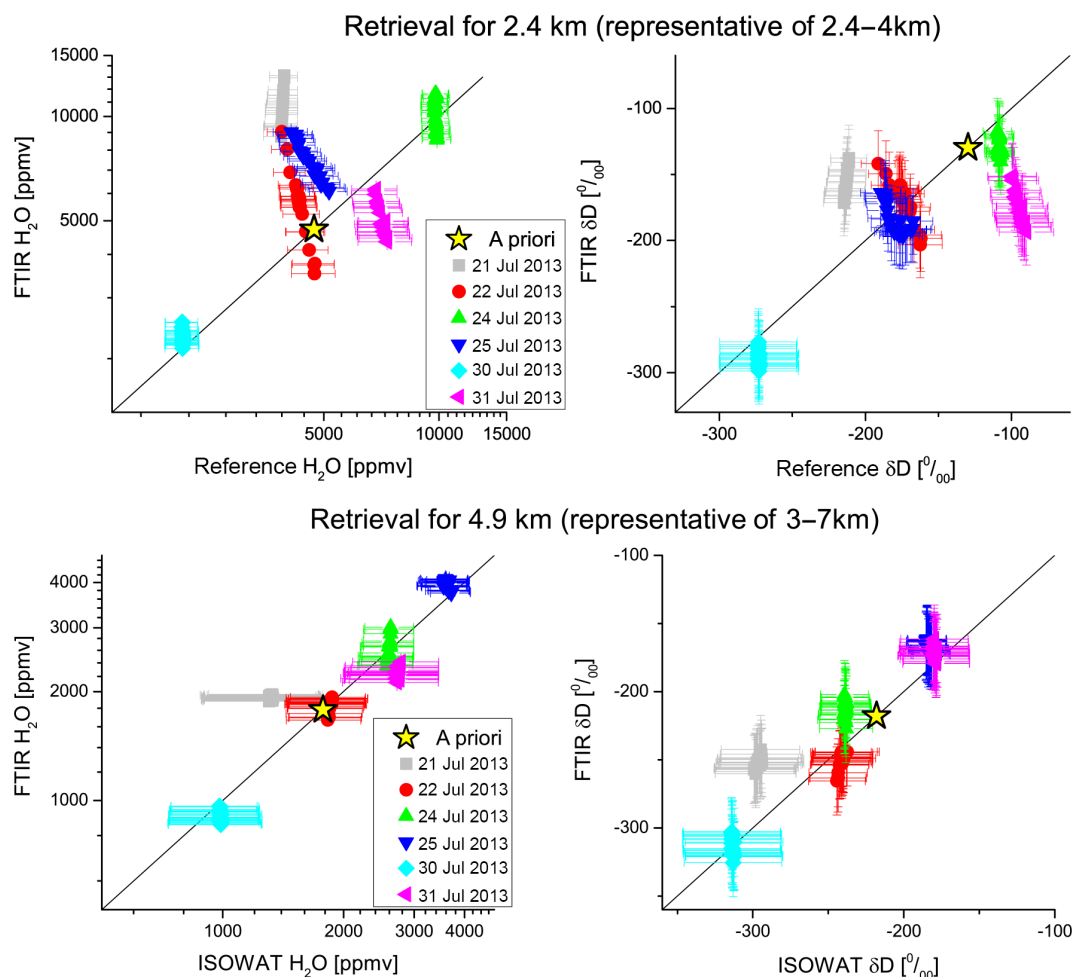 Retrieval for 2.4 km (representative of 2.4–4km)
FTIR H2O [ppmv]
15000
10000
5000
A priori
21 Jul 2013
22 Jul 2013
24 Jul 2013
25 Jul 2013
30 Jul 2013
31 Jul 2013
5000 10000 15000
Reference H2O [ppmv]
FTIR δD [0/00]
-100
-200
-300
-300 -200 -100
Reference δD [0/00]
Retrieval for 4.9 km (representative of 3–7km)
FTIR H2O [ppmv]
4000
3000
2000
1000
A priori
21 Jul 2013
22 Jul 2013
24 Jul 2013
25 Jul 2013
30 Jul 2013
31 Jul 2013
1000 2000 3000 4000
ISOWAT H2O [ppmv]
FTIR δD [0/00]
-100
-200
-300
-300 -200 -100
ISOWAT δD [0/00]